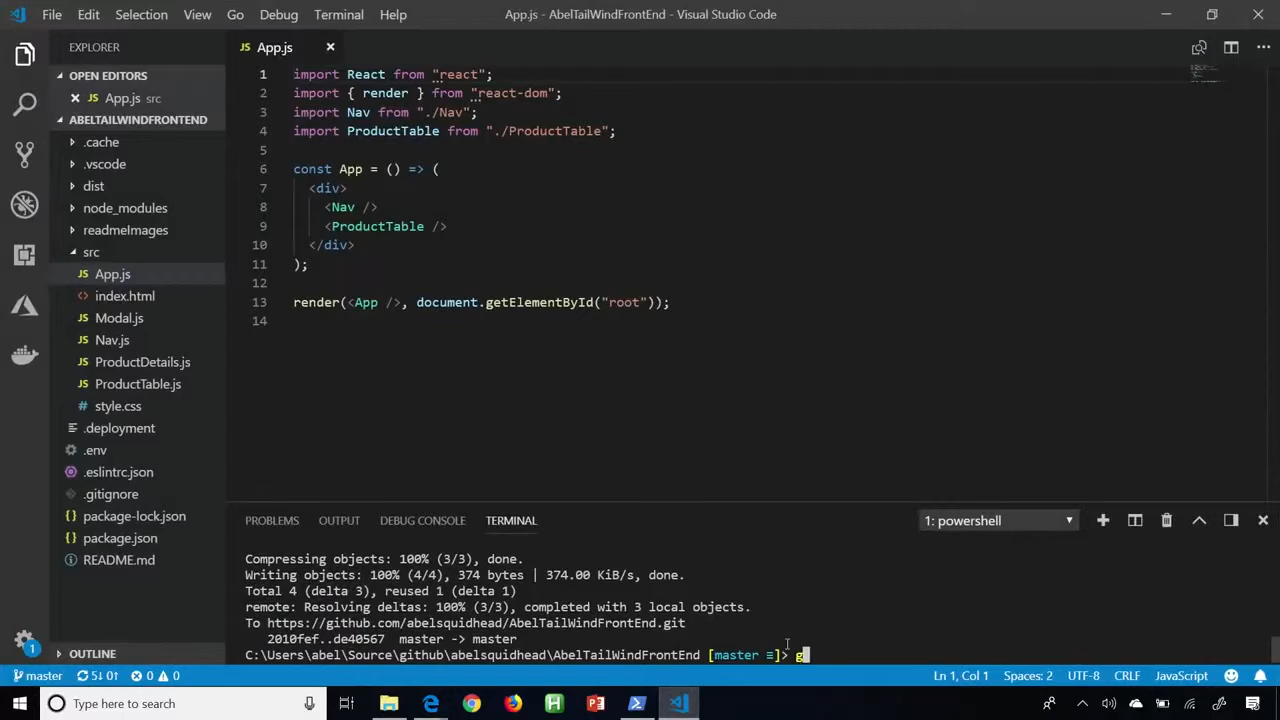 File Edit Selection View Go Debug Terminal Help App.js - AbelTailWindFrontEnd - Visual Studio Code
EXPLORER
OPEN EDITORS
App.js src
ABELTAILWINDFRONTEND
.cache
.vscode
dist
node_modules
readmeImages
src
App.js
index.html
Modal.js
Nav.js
ProductDetails.js
ProductTable.js
style.css
.deployment
.env
.eslintrc.json
.gitignore
package-lock.json
package.json
README.md
OUTLINE
JS App.js
1 import React from "react";
2 import { render } from "react-dom";
3 import Nav from "./Nav";
4 import ProductTable from "./ProductTable";
5
6 const App = () => (
7 <div>
8 <Nav />
9 <ProductTable />
10 </div>
11 );
12
13 render(<App />, document.getElementById("root"));
14
PROBLEMS OUTPUT DEBUG CONSOLE TERMINAL 1: powershell
Compressing objects: 100% (3/3), done.
Writing objects: 100% (4/4), 374 bytes | 374.00 KiB/s, done.
Total 4 (delta 3), reused 1 (delta 1)
remote: Resolving deltas: 100% (3/3), completed with 3 local objects.
To https://github.com/abelsquidhead/AbelTailWindFrontEnd.git
2010fef..de40567 master -> master
C:\Users\abel\Source\github\abelsquidhead\AbelTailWindFrontEnd [master ≡]> g
master 5↓ 0↑ 0 0 Ln 1, Col 1 Spaces: 2 UTF-8 CRLF JavaScript
Type here to search